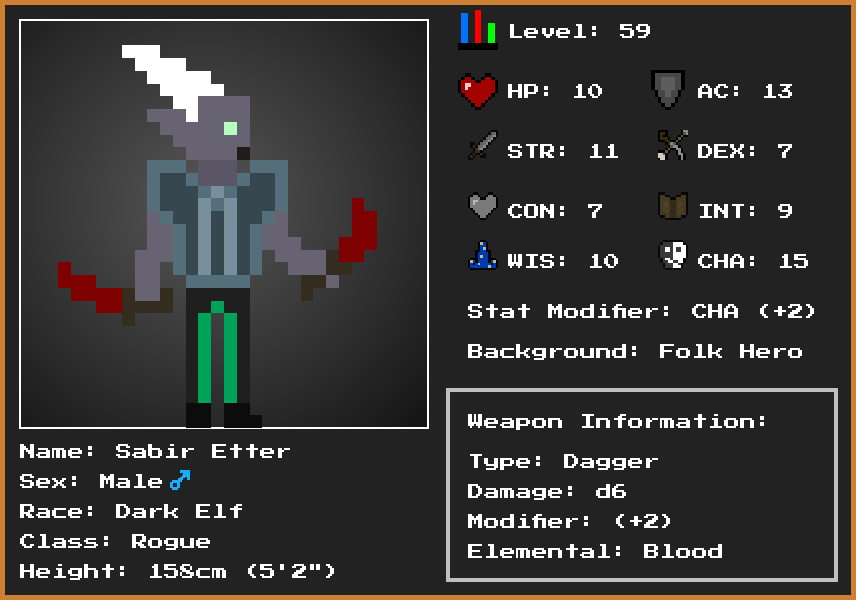 Level: 59
HP: 10
AC: 13
STR: 11
DEX: 7
CON: 7
INT: 9
WIS: 10
CHA: 15
Stat Modifier: CHA (+2)
Background: Folk Hero
Name: Sabir Etter
Sex: Male ♂
Race: Dark Elf
Class: Rogue
Height: 158cm (5'2")
Weapon Information:
Type: Dagger
Damage: d6
Modifier: (+2)
Elemental: Blood